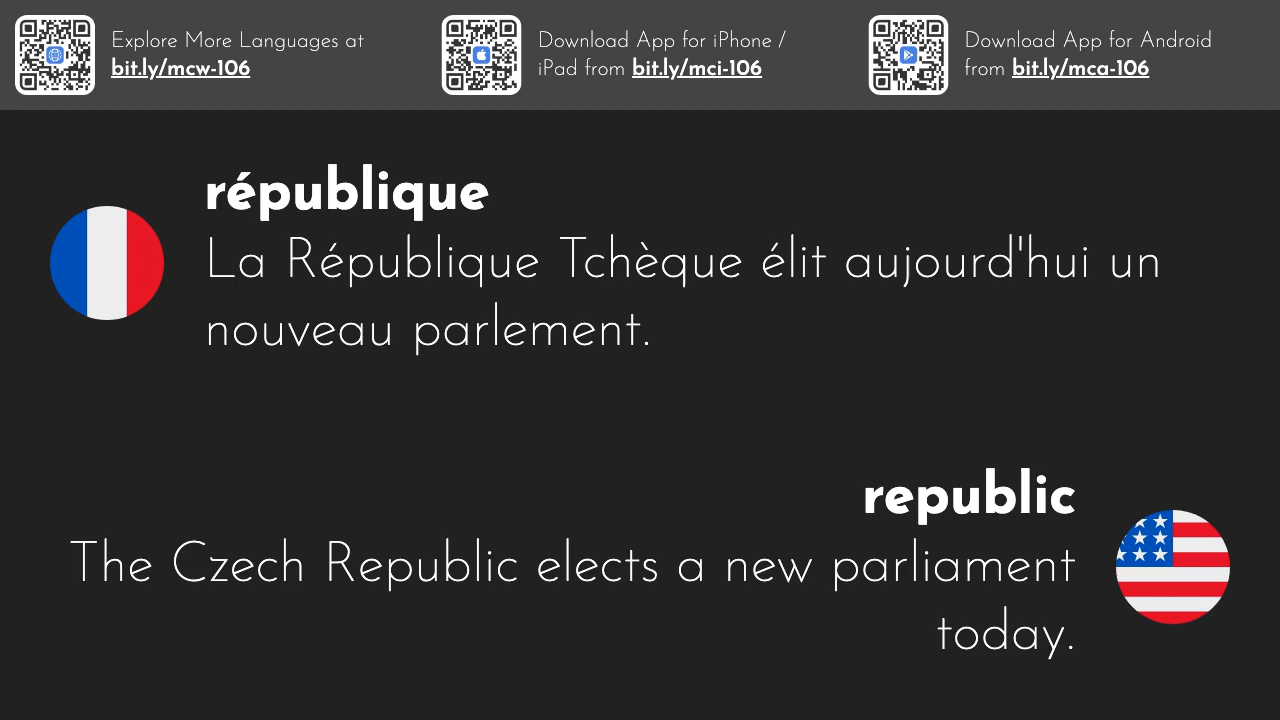 Explore More Languages at
bit.ly/mcw-106
Download App for iPhone /
iPad from bit.ly/mci-106
Download App for Android
from bit.ly/mca-106
république
La République Tchèque élit aujourd'hui un
nouveau parlement.
republic
The Czech Republic elects a new parliament
today.